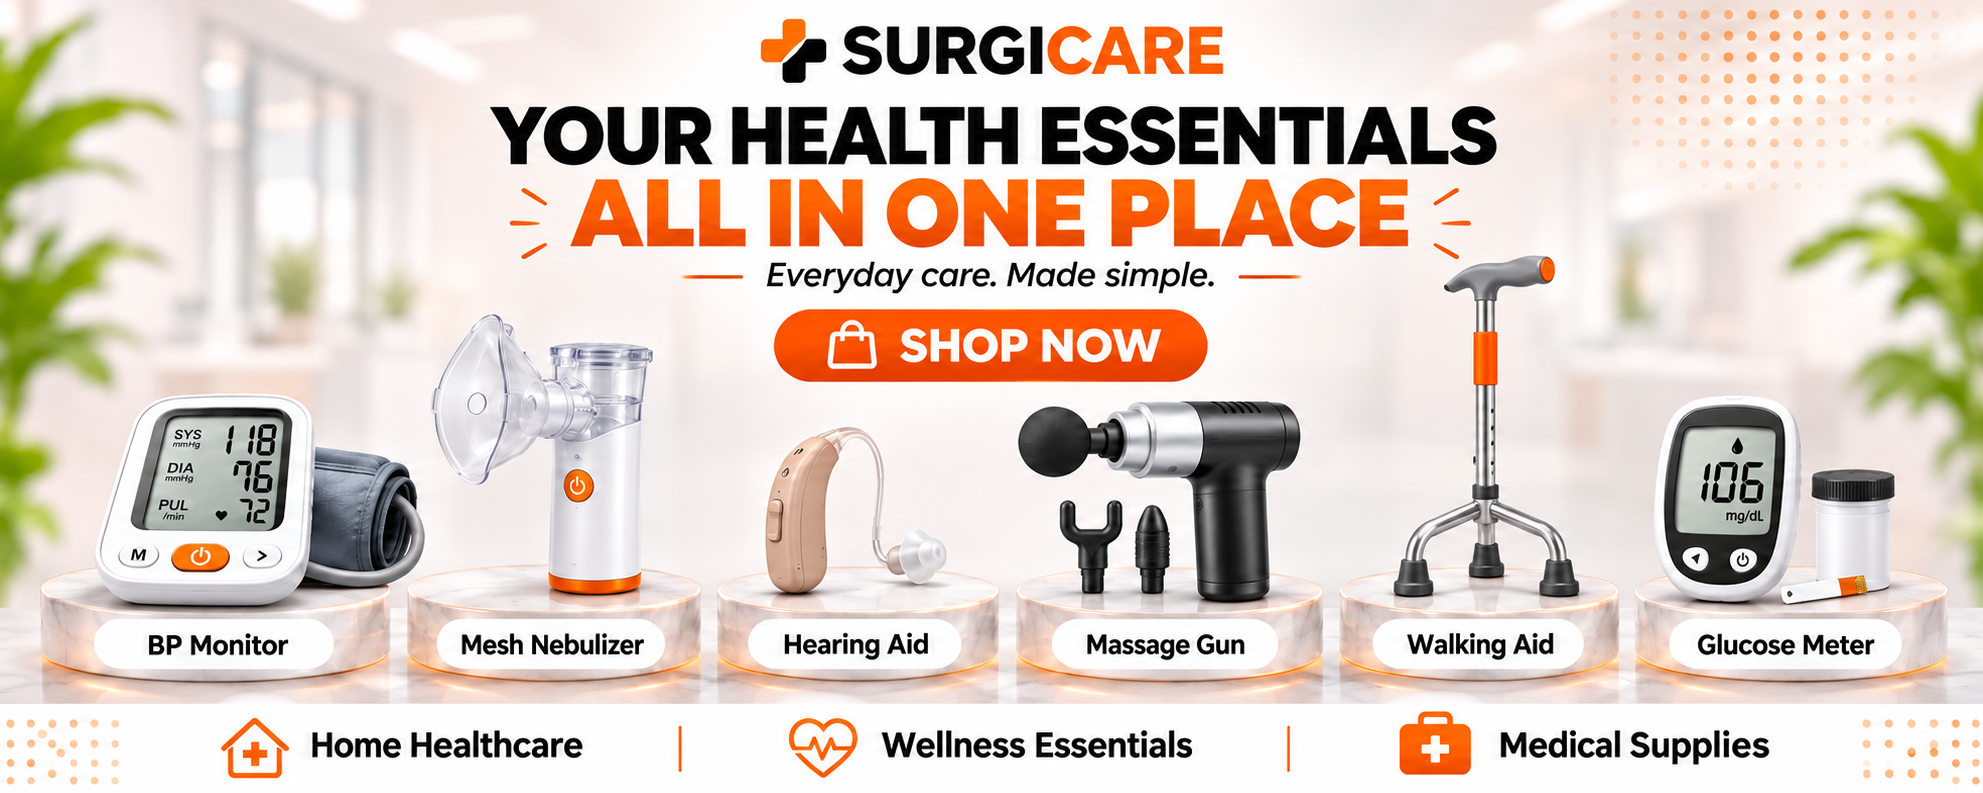 SURGICARE
YOUR HEALTH ESSENTIALS
ALL IN ONE PLACE
Everyday care. Made simple.
SHOP NOW
SYS
mmHg
118
DIA
mmHg
76
PUL
/min
72
M
BP Monitor
Mesh Nebulizer
Hearing Aid
Massage Gun
Walking Aid
106
mg/dL
Glucose Meter
Home Healthcare
Wellness Essentials
Medical Supplies